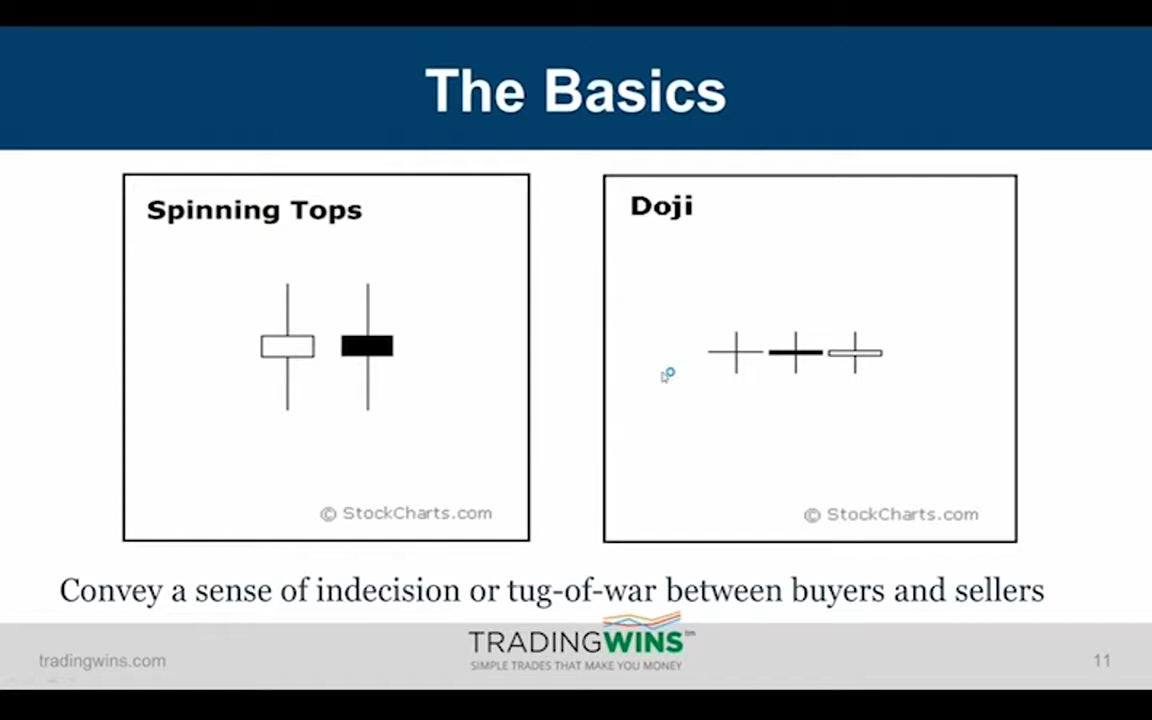 The Basics
Spinning Tops
Doji
© StockCharts.com
© StockCharts.com
Convey a sense of indecision or tug-of-war between buyers and sellers
TRADINGWINS™
SIMPLE TRADES THAT MAKE YOU MONEY
tradingwins.com
11